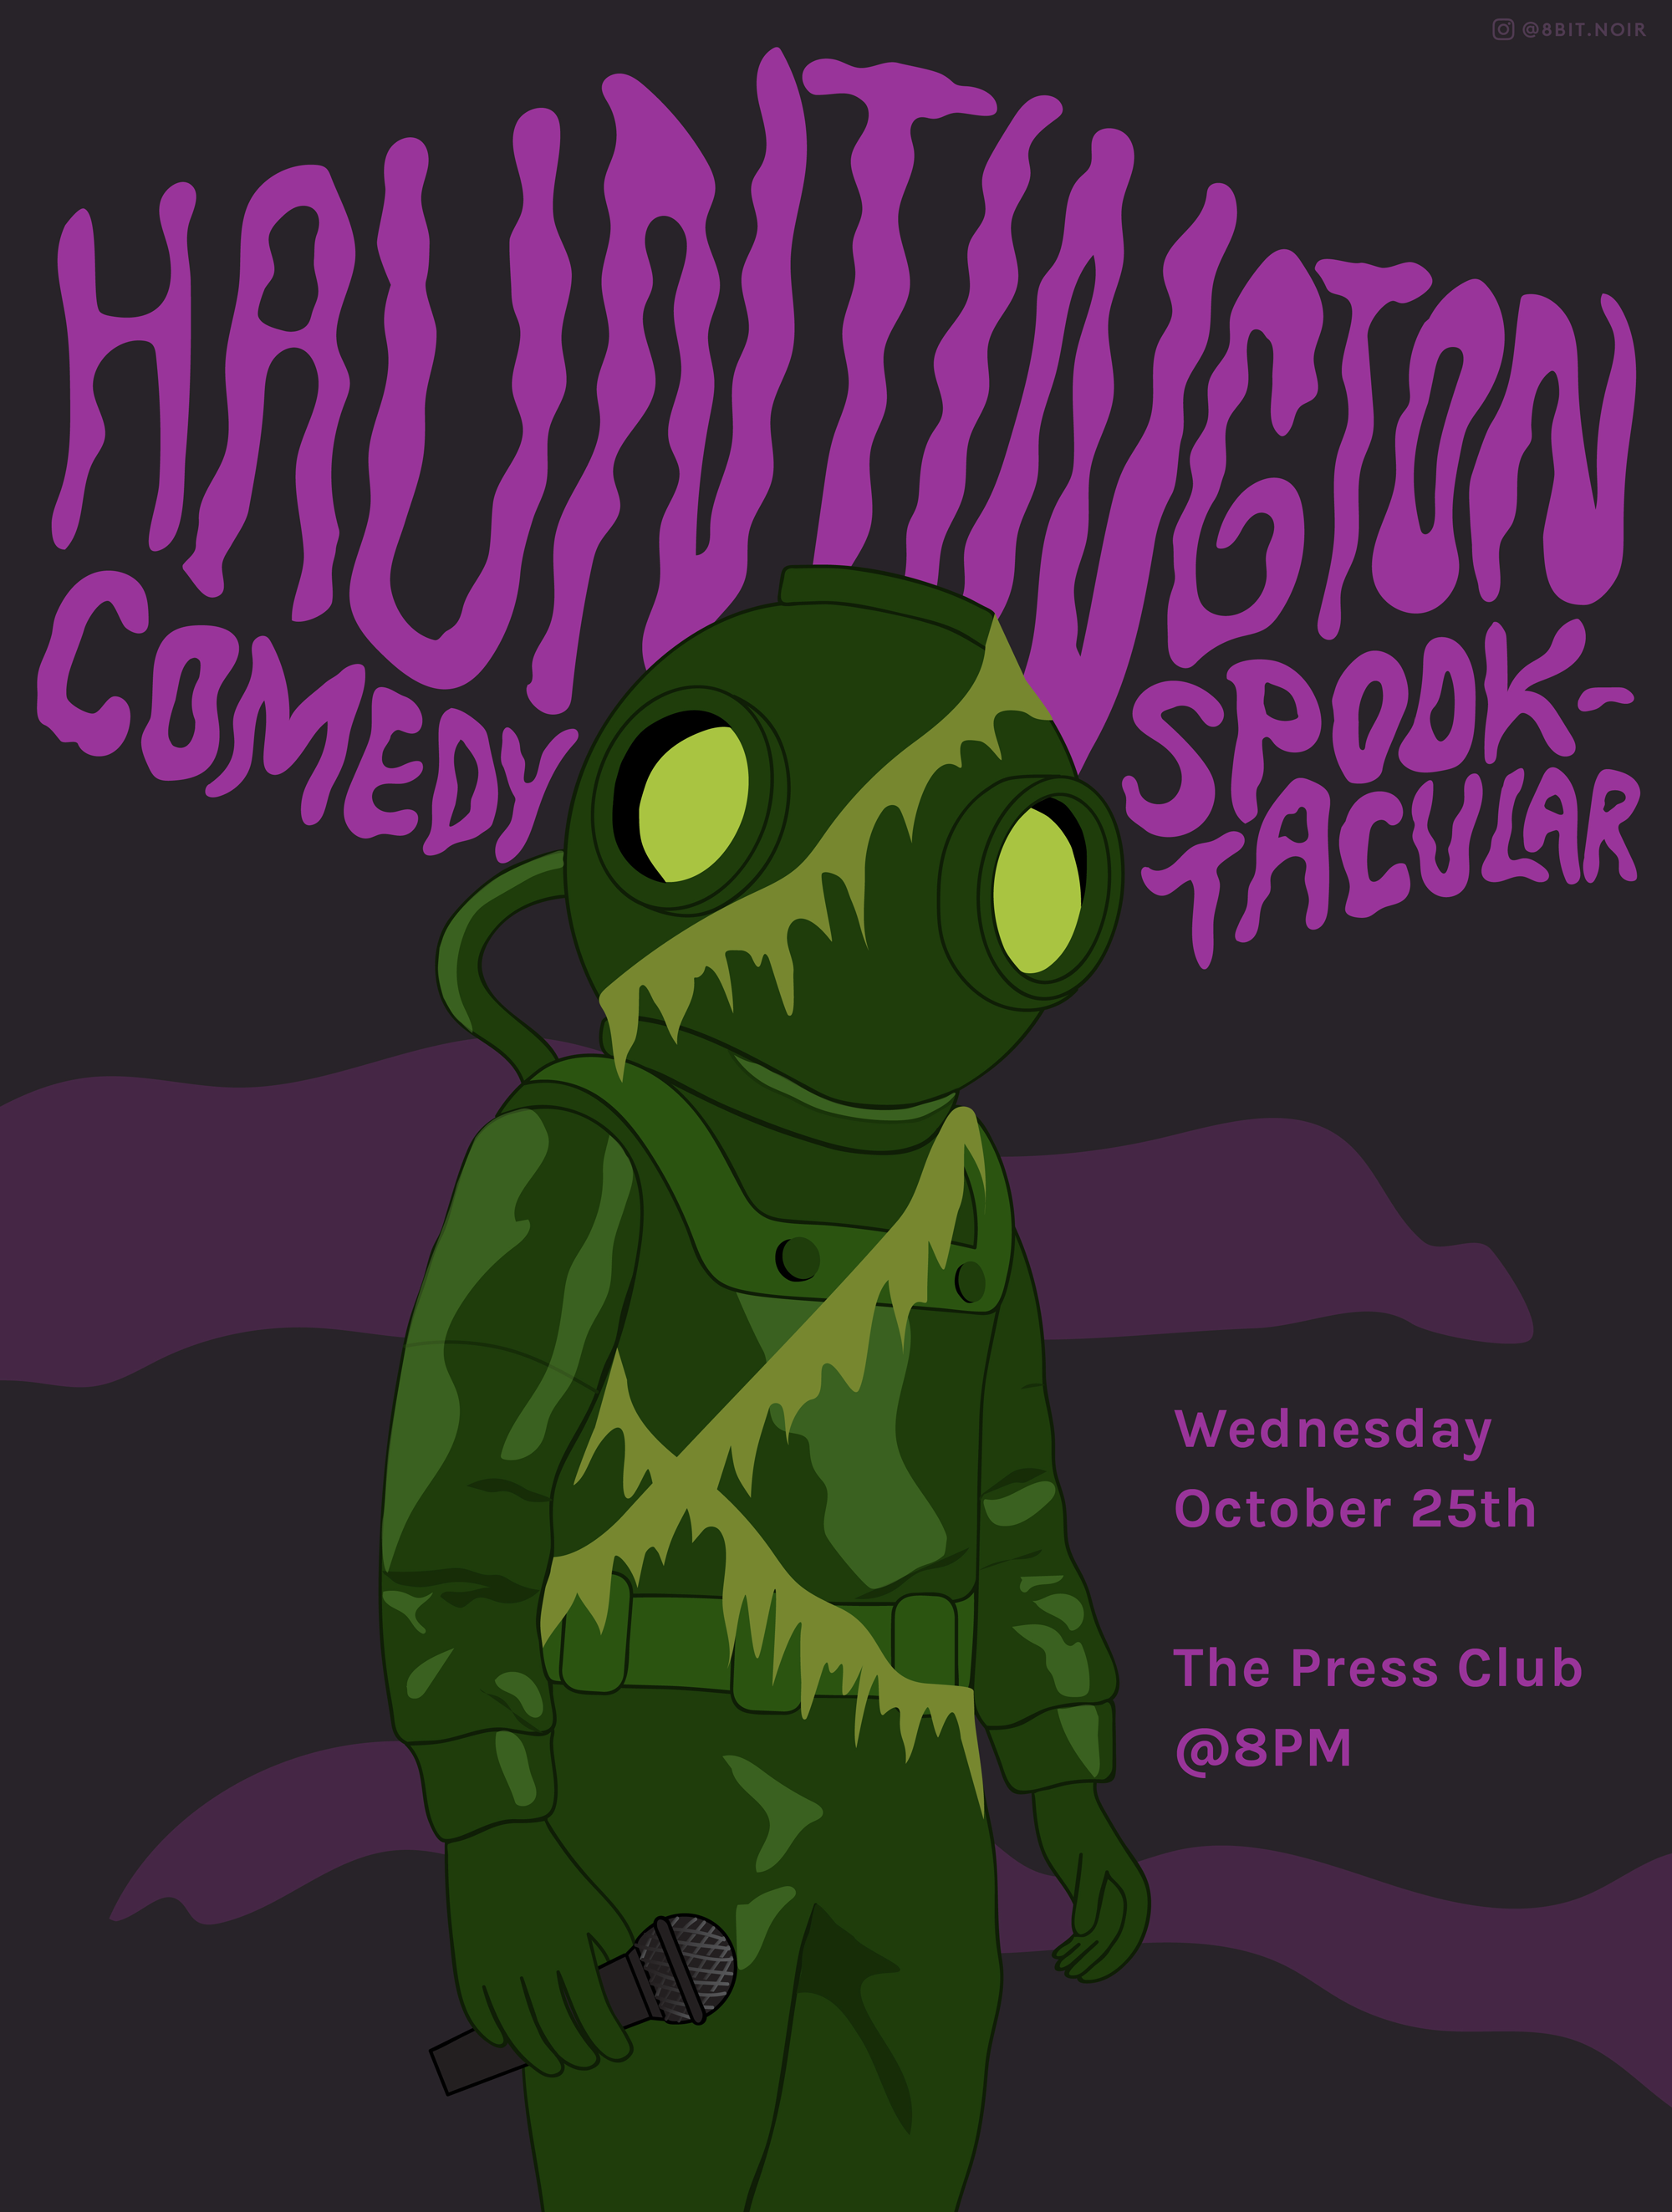 @8BIT.NOIR
HAUNTINGTON
COMEDY
SPOOK-
TACULAR
Wednesday
October 25th
The Press Club
@8PM